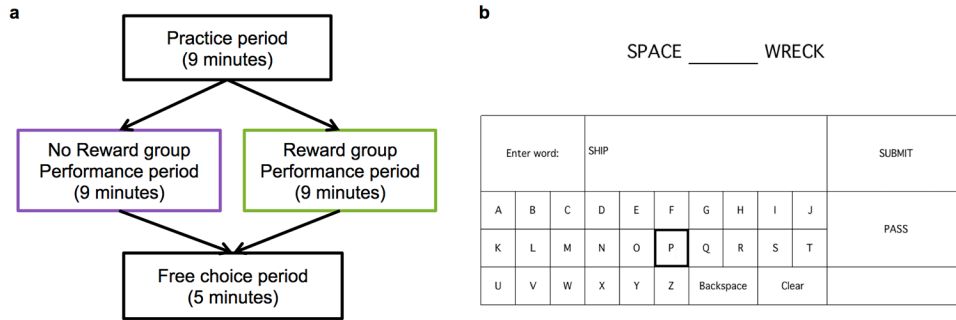 a
Practice period
(9 minutes)
No Reward group
Performance period
(9 minutes)
Reward group
Performance period
(9 minutes)
Free choice period
(5 minutes)
b
SPACE ______ WRECK
Enter word: SHIP SUBMIT
A B C D E F G H I J
PASS
K L M N O P Q R S T
U V W X Y Z Backspace Clear